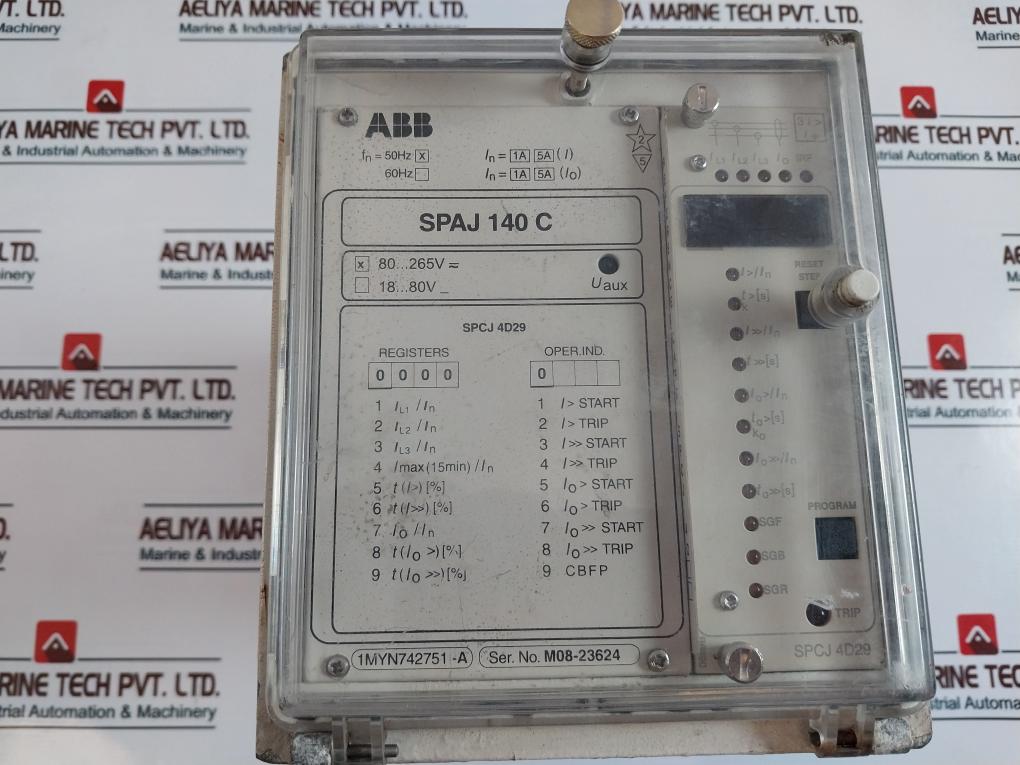 AELIYA MARINE TECH PVT. LTD.
Marine & Industrial Automation & Machinery
ABB
fn = 50Hz x
60Hz
In = 1A 5A (I)
In = 1A 5A (I0)
2
5
SPAJ 140 C
x 80...265V ≂
18...80V _
Uaux
SPCJ 4D29
REGISTERS
0 0 0 0
1 IL1 /In
2 IL2 /In
3 IL3 /In
4 Imax(15min) /In
5 t(I>)[%]
6 t(I>>)[%]
7 I0 /In
8 t(I0 >)[%]
9 t(I0 >>)[%]
OPER.IND.
0
1 I> START
2 I> TRIP
3 I>> START
4 I>> TRIP
5 I0> START
6 I0> TRIP
7 I0>> START
8 I0>> TRIP
9 CBFP
1MYN742751 -A
Ser. No. M08-23624
3 I >
IL1 IL2 IL3 I0 IRF
RESET
STEP
I>/In
t>[s]
k
I>>/In
t>>[s]
I0>/In
t0>[s]
k0
I0>>/In
t0>>[s]
SGF
SGB
SGR
PROGRAM
TRIP
SPCJ 4D29